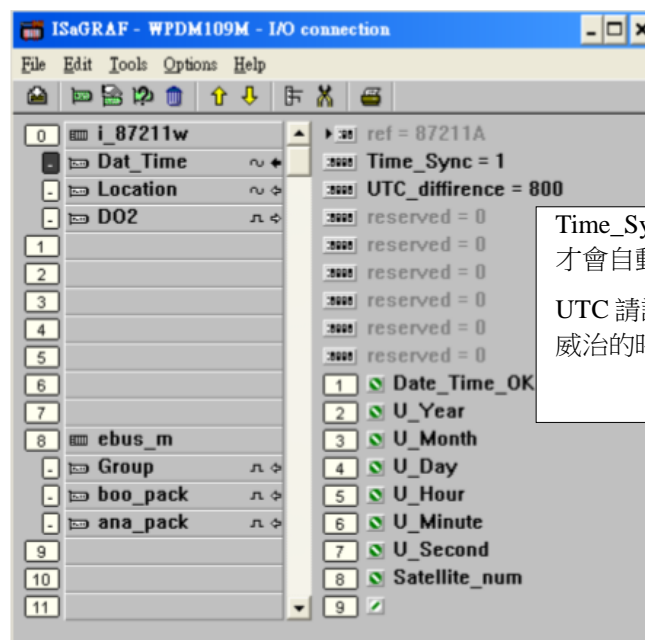 ISaGRAF - WPDM109M - I/O connection
File Edit Tools Options Help
0 i_87211w
- Dat_Time
- Location
- DO2
1
2
3
4
5
6
7
8 ebus_m
- Group
- boo_pack
- ana_pack
9
10
11
ref = 87211A
Time_Sync = 1
UTC_diffirence = 800
reserved = 0
reserved = 0
reserved = 0
reserved = 0
reserved = 0
reserved = 0
1 Date_Time_OK
2 U_Year
3 U_Month
4 U_Day
5 U_Hour
6 U_Minute
7 U_Second
8 Satellite_num
9
Time_Sy
才會自動
UTC 請
威治的時